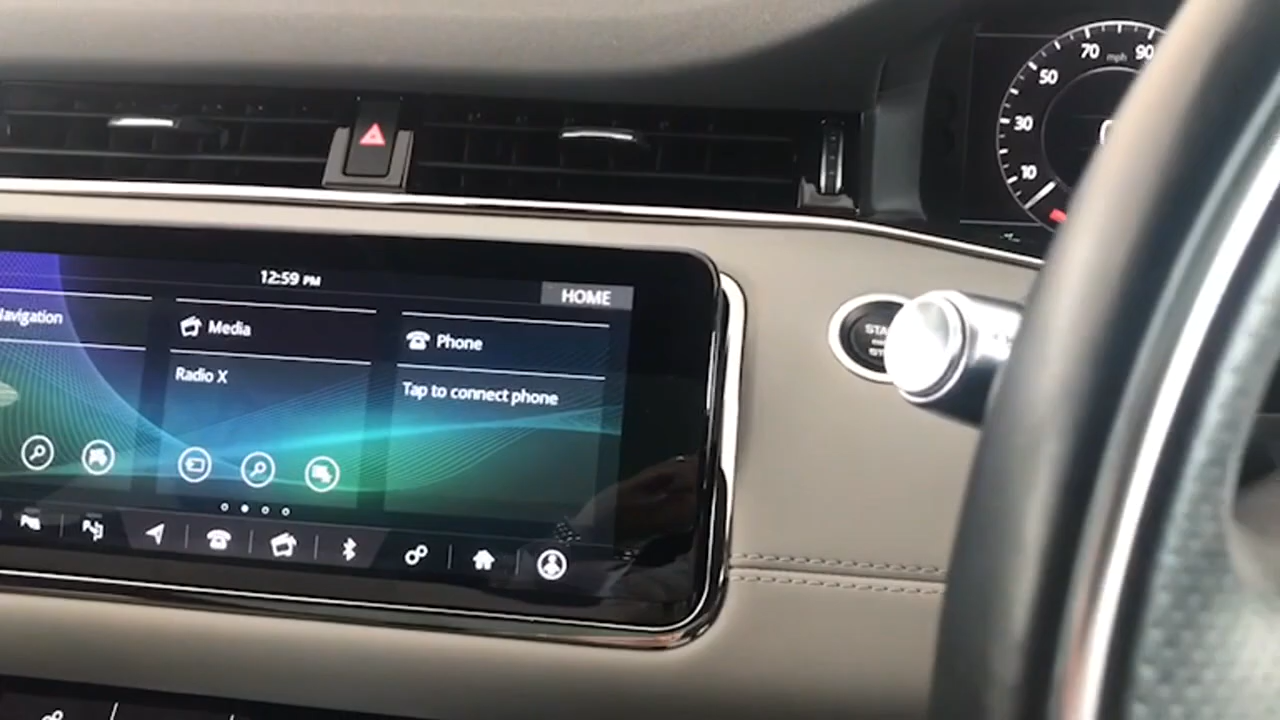 70 mph 90
50
30
10
12:59 PM
HOME
Navigation
Media
Phone
Radio X
Tap to connect phone